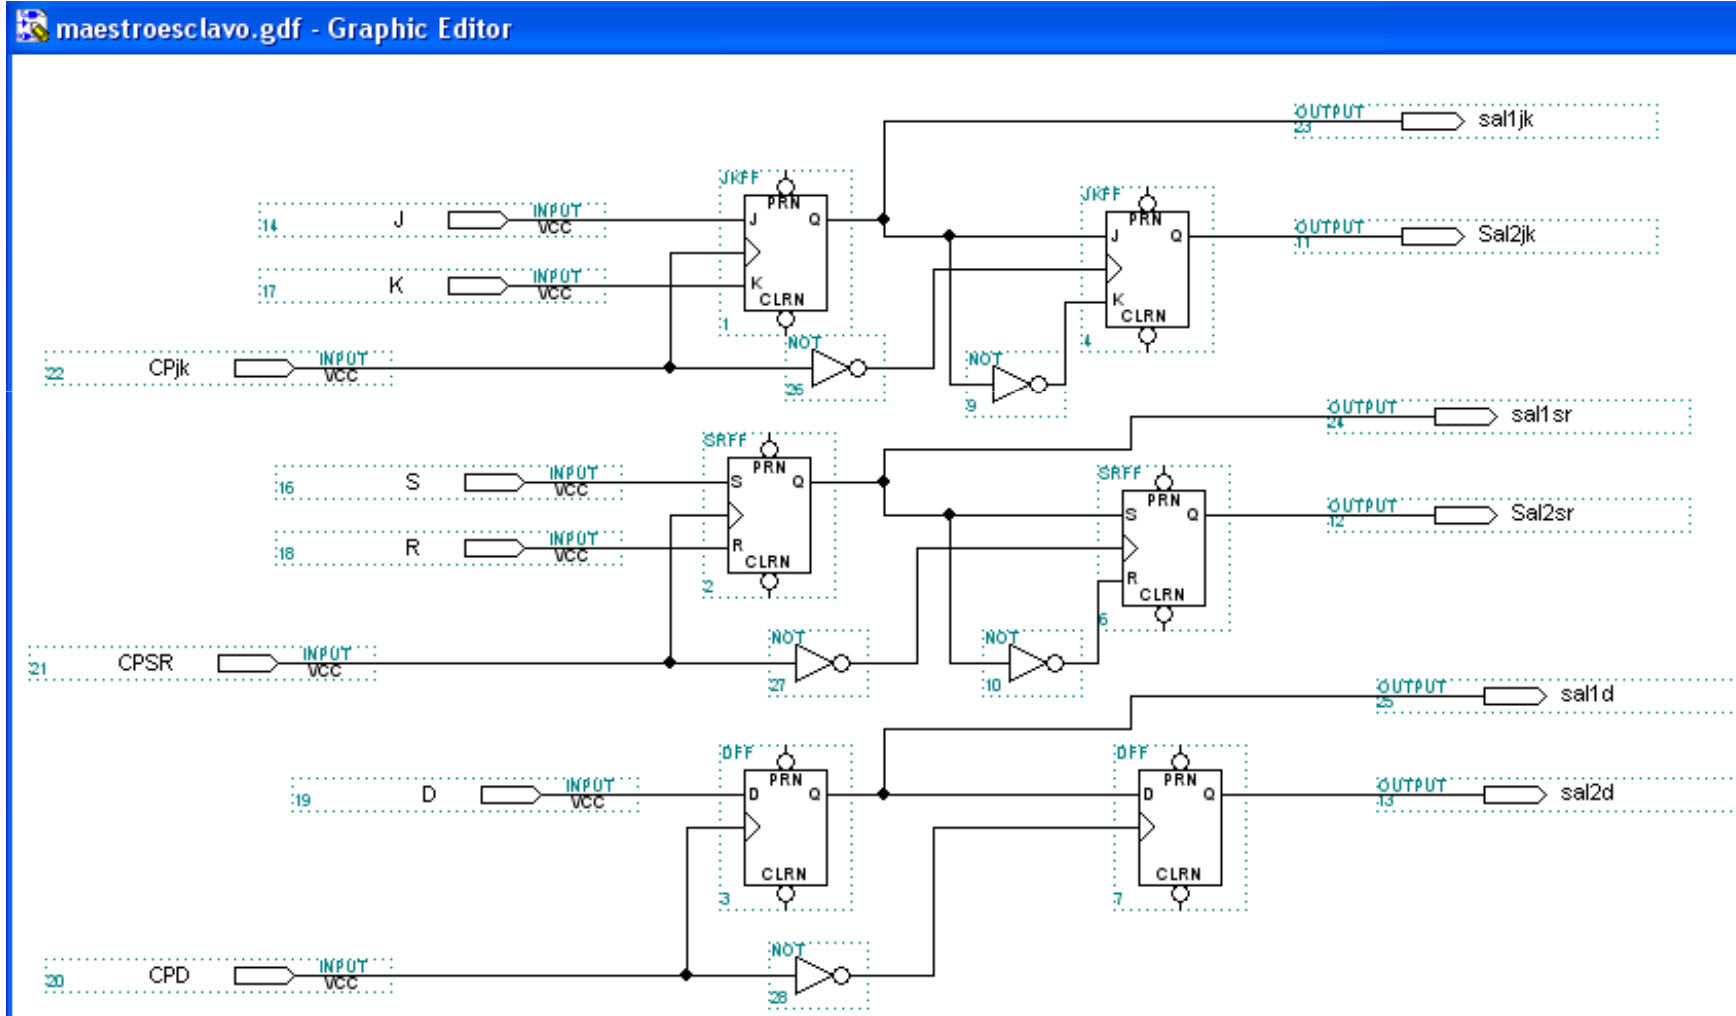 maestroesclavo.gdf - Graphic Editor
OUTPUT
23
sal1jk
JKFF
PRN
J
Q
K
CLRN
1
14
J
INPUT
VCC
17
K
INPUT
VCC
JKFF
PRN
J
Q
K
CLRN
4
OUTPUT
11
Sal2jk
22
CPjk
INPUT
VCC
NOT
26
NOT
9
OUTPUT
24
sal1sr
SRFF
PRN
S
Q
R
CLRN
2
16
S
INPUT
VCC
18
R
INPUT
VCC
SRFF
PRN
S
Q
R
CLRN
6
OUTPUT
12
Sal2sr
21
CPSR
INPUT
VCC
NOT
27
NOT
10
OUTPUT
25
sal1d
DFF
PRN
D
Q
CLRN
3
19
D
INPUT
VCC
DFF
PRN
D
Q
CLRN
7
OUTPUT
13
sal2d
20
CPD
INPUT
VCC
NOT
28